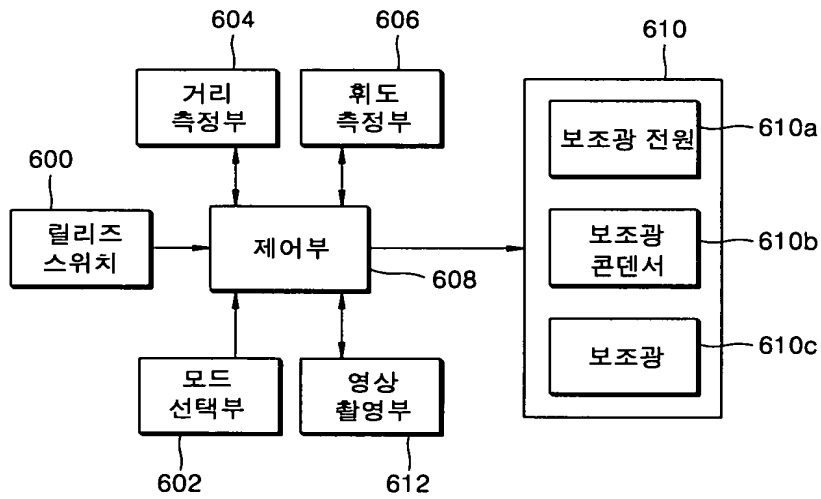 604
606
610
거리
측정부
휘도
측정부
보조광 전원
610a
600
릴리즈
스위치
제어부
608
보조광
콘덴서
610b
모드
선택부
영상
촬영부
보조광
610c
602
612